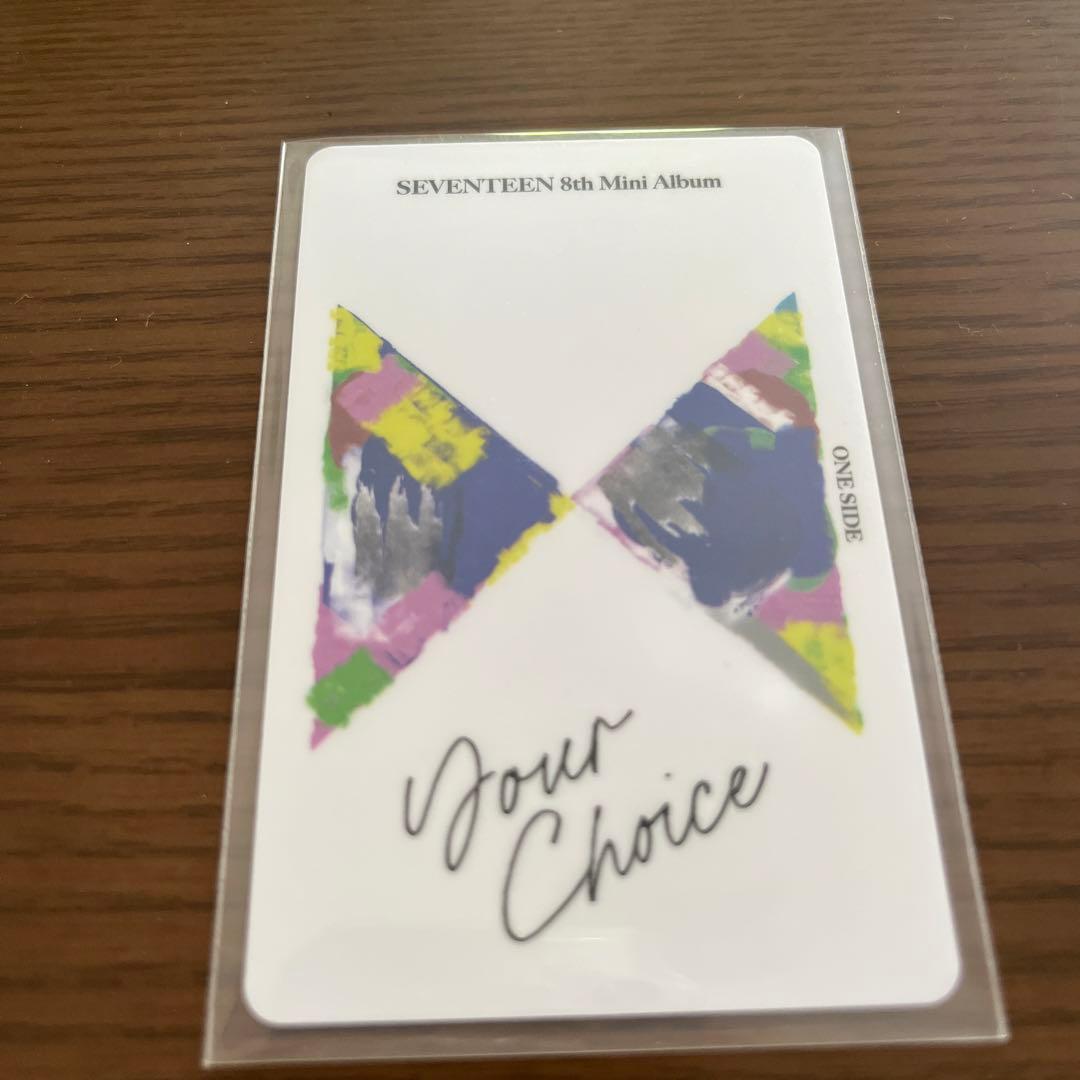 SEVENTEEN 8th Mini Album
ONE SIDE
Your
Choice